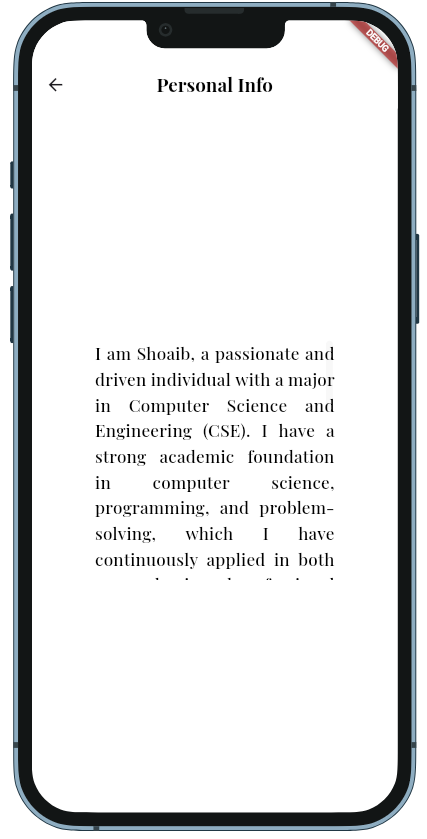 DEBUG
Personal Info
I am Shoaib, a passionate and
driven individual with a major
in Computer Science and
Engineering (CSE). I have a
strong academic foundation
in computer science,
programming, and problem-
solving, which I have
continuously applied in both